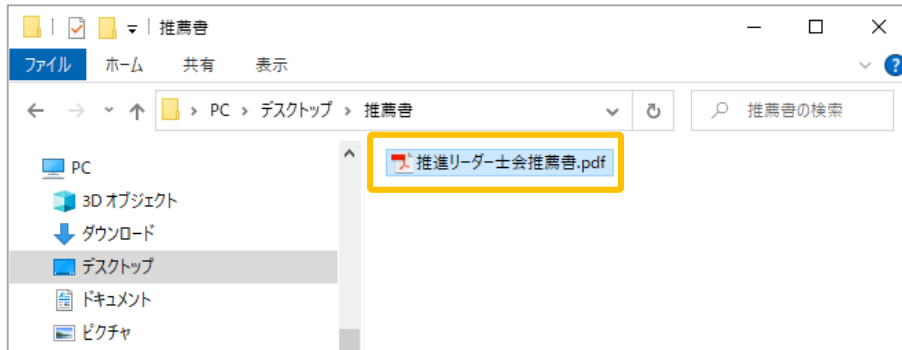 推薦書
ファイル ホーム 共有 表示
PC > デスクトップ > 推薦書
推薦書の検索
推進リーダー士会推薦書.pdf
PC
3D オブジェクト
ダウンロード
デスクトップ
ドキュメント
ピクチャ